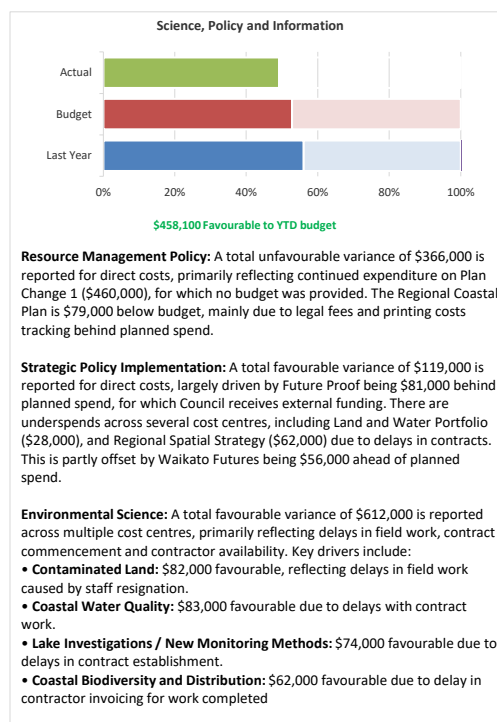 Science, Policy and Information
Actual
Budget
Last Year
0% 20% 40% 60% 80% 100%
$458,100 Favourable to YTD budget
Resource Management Policy: A total unfavourable variance of $366,000 is
reported for direct costs, primarily reflecting continued expenditure on Plan
Change 1 ($460,000), for which no budget was provided. The Regional Coastal
Plan is $79,000 below budget, mainly due to legal fees and printing costs
tracking behind planned spend.
Strategic Policy Implementation: A total favourable variance of $119,000 is
reported for direct costs, largely driven by Future Proof being $81,000 behind
planned spend, for which Council receives external funding. There are
underspends across several cost centres, including Land and Water Portfolio
($28,000), and Regional Spatial Strategy ($62,000) due to delays in contracts.
This is partly offset by Waikato Futures being $56,000 ahead of planned
spend.
Environmental Science: A total favourable variance of $612,000 is reported
across multiple cost centres, primarily reflecting delays in field work, contract
commencement and contractor availability. Key drivers include:
• Contaminated Land: $82,000 favourable, reflecting delays in field work
caused by staff resignation.
• Coastal Water Quality: $83,000 favourable due to delays with contract
work.
• Lake Investigations / New Monitoring Methods: $74,000 favourable due to
delays in contract establishment.
• Coastal Biodiversity and Distribution: $62,000 favourable due to delay in
contractor invoicing for work completed